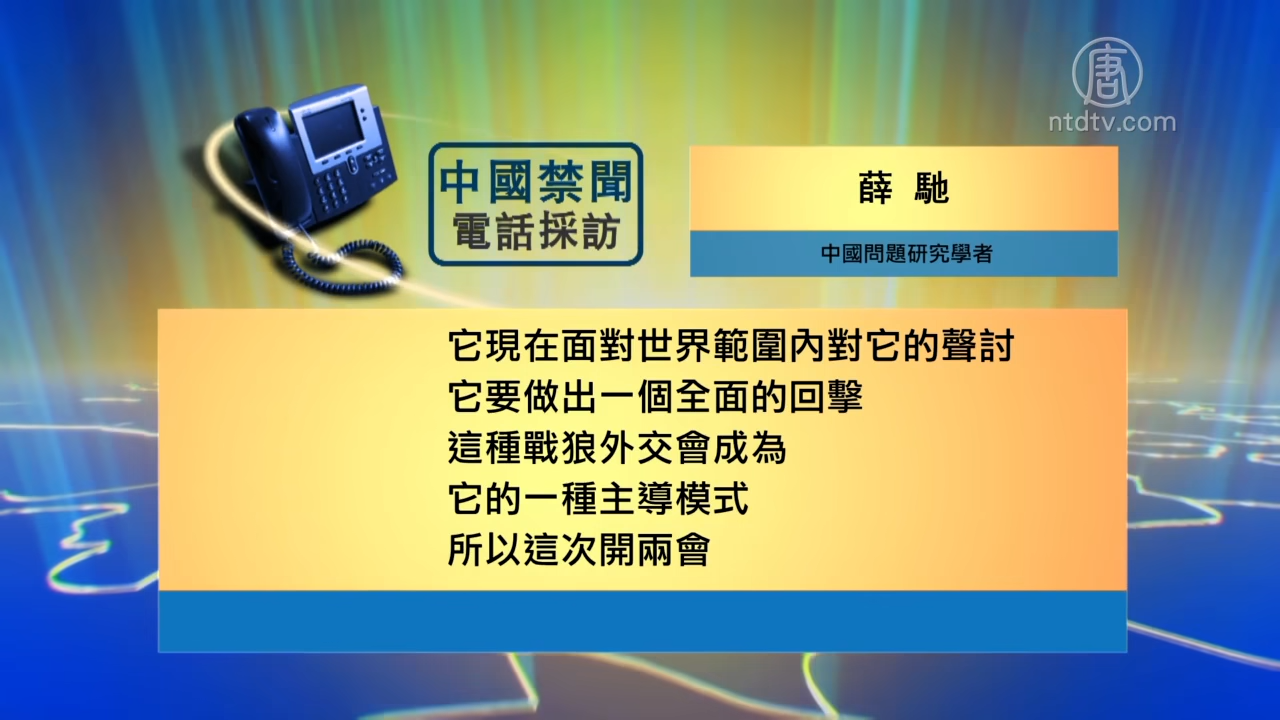 唐
ntdtv.com
中國禁聞
電話採訪
薛 馳
中國問題研究學者
它現在面對世界範圍內對它的聲討
它要做出一個全面的回擊
這種戰狼外交會成為
它的一種主導模式
所以這次開兩會